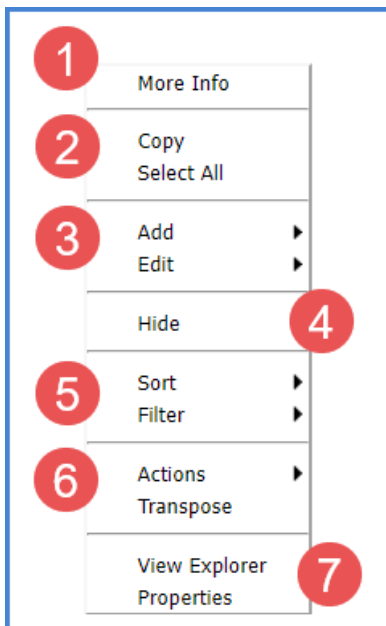 1
More Info
2
Copy
Select All
3
Add
Edit
Hide
4
5
Sort
Filter
6
Actions
Transpose
View Explorer
7
Properties